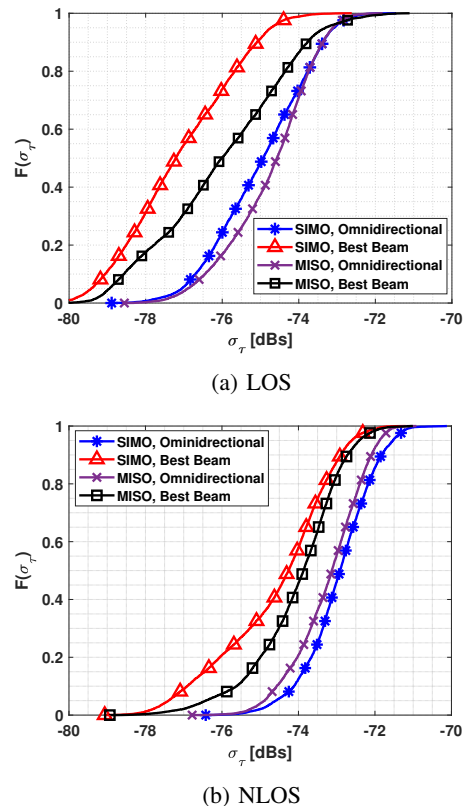 1
0.8
0.6
0.4
0.2
0
F(σ_τ)
SIMO, Omnidirectional
SIMO, Best Beam
MISO, Omnidirectional
MISO, Best Beam
-80 -78 -76 -74 -72 -70
σ_τ [dBs]
(a) LOS
1
0.8
0.6
0.4
0.2
0
F(σ_τ)
SIMO, Ominidirectional
SIMO, Best Beam
MISO, Omnidirectional
MISO, Best Beam
-80 -78 -76 -74 -72 -70
σ_τ [dBs]
(b) NLOS